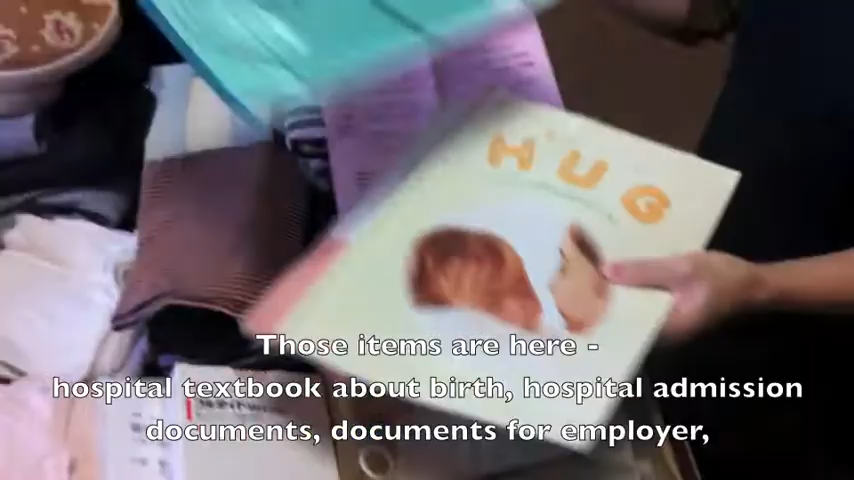 HUG
Those items are here -
hospital textbook about birth, hospital admission
documents, documents for employer,